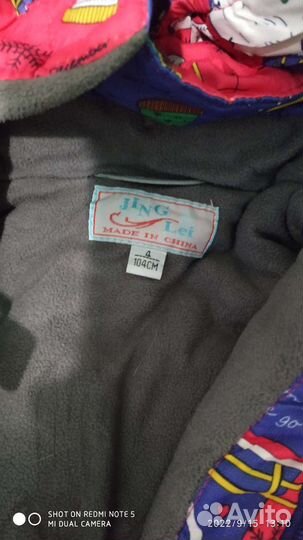 JiNG
Lei
MADE IN CHINA
4
104CM
go
SHOT ON REDMI NOTE 5
MI DUAL CAMERA
2022/9/15 13:10
Avito